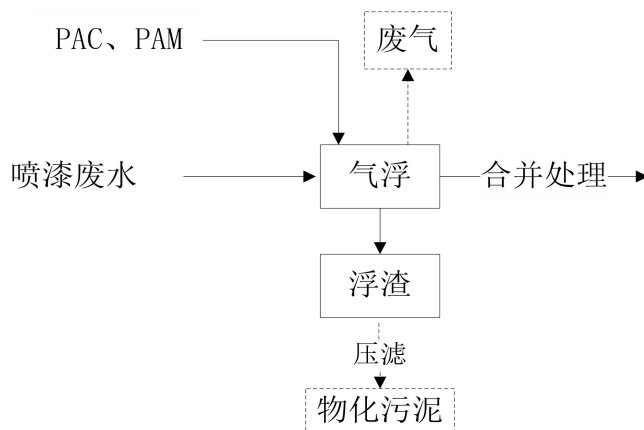 PAC、PAM
废气
喷漆废水
气浮
合并处理
浮渣
压滤
物化污泥